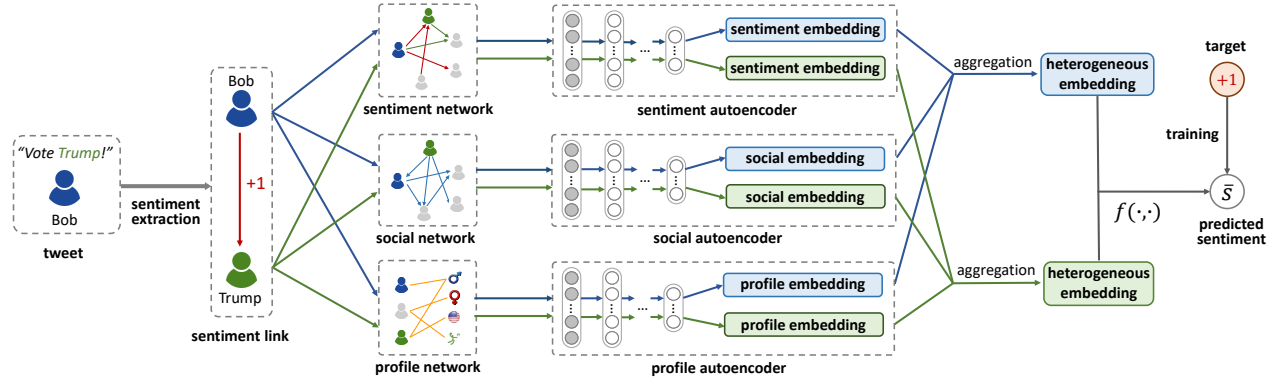 "Vote Trump!"
Bob
tweet
sentiment
extraction
Bob
+1
Trump
sentiment link
sentiment network
social network
profile network
...
sentiment embedding
sentiment embedding
sentiment autoencoder
...
social embedding
social embedding
social autoencoder
...
profile embedding
profile embedding
profile autoencoder
aggregation
heterogeneous
embedding
aggregation
heterogeneous
embedding
f(·,·)
target
+1
training
s̄
predicted
sentiment